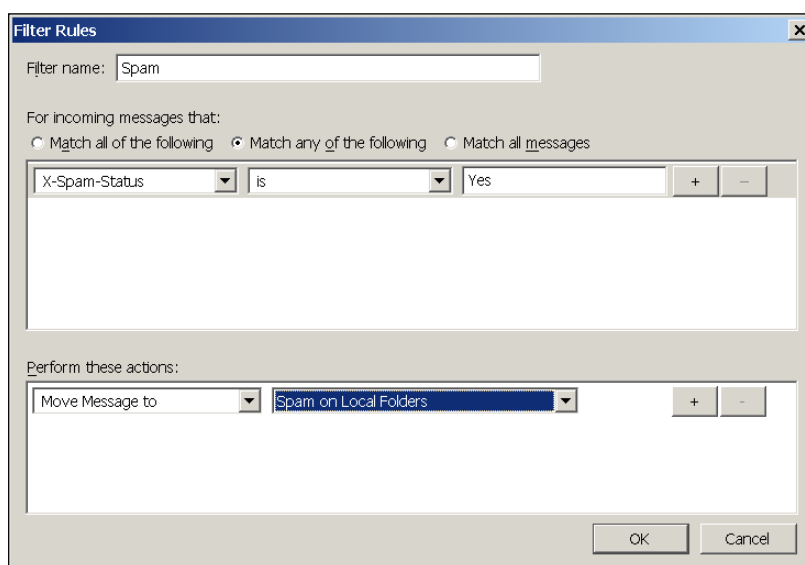 Filter Rules
Filter name: Spam
For incoming messages that:
Match all of the following Match any of the following Match all messages
X-Spam-Status is Yes + -
Perform these actions:
Move Message to Spam on Local Folders + -
OK Cancel